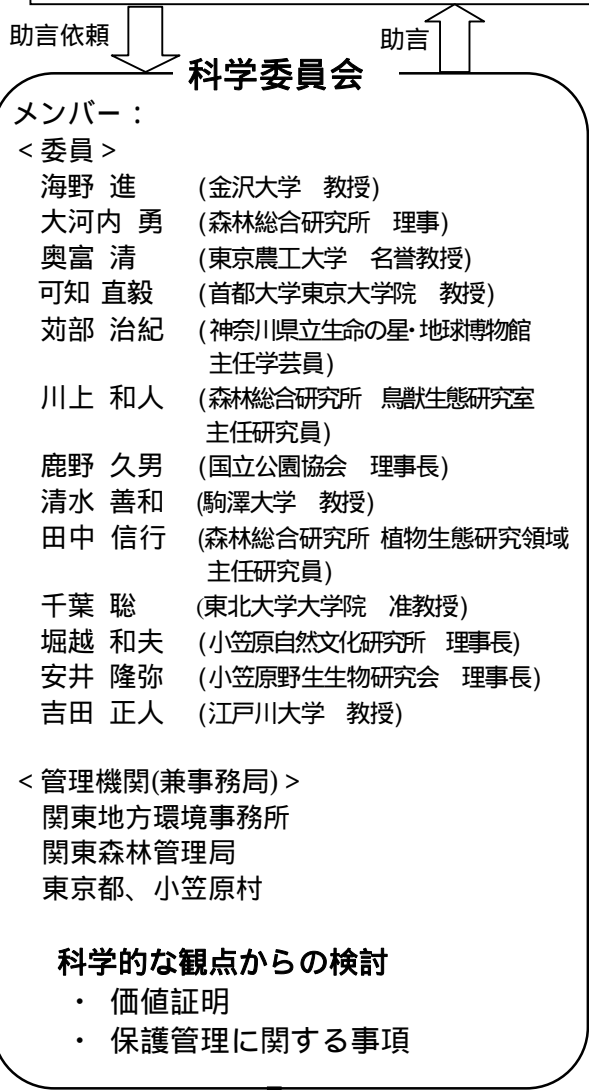 助言依頼
助言
科学委員会
メンバー：
＜委員＞
海野 進 (金沢大学 教授)
大河内 勇 (森林総合研究所 理事)
奥富 清 (東京農工大学 名誉教授)
可知 直毅 (首都大学東京大学院 教授)
苅部 治紀 (神奈川県立生命の星・地球博物館
主任学芸員)
川上 和人 (森林総合研究所 鳥獣生態研究室
主任研究員)
鹿野 久男 (国立公園協会 理事長)
清水 善和 (駒澤大学 教授)
田中 信行 (森林総合研究所 植物生態研究領域
主任研究員)
千葉 聡 (東北大学大学院 准教授)
堀越 和夫 (小笠原自然文化研究所 理事長)
安井 隆弥 (小笠原野生生物研究会 理事長)
吉田 正人 (江戸川大学 教授)
＜管理機関(兼事務局)＞
関東地方環境事務所
関東森林管理局
東京都、小笠原村
科学的な観点からの検討
・ 価値証明
・ 保護管理に関する事項